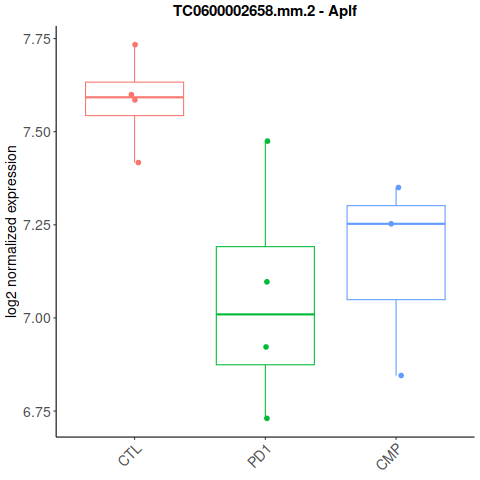 TC0600002658.mm.2 - Aplf
log2 normalized expression
7.75
7.50
7.25
7.00
6.75
CTL
PD1
CMP